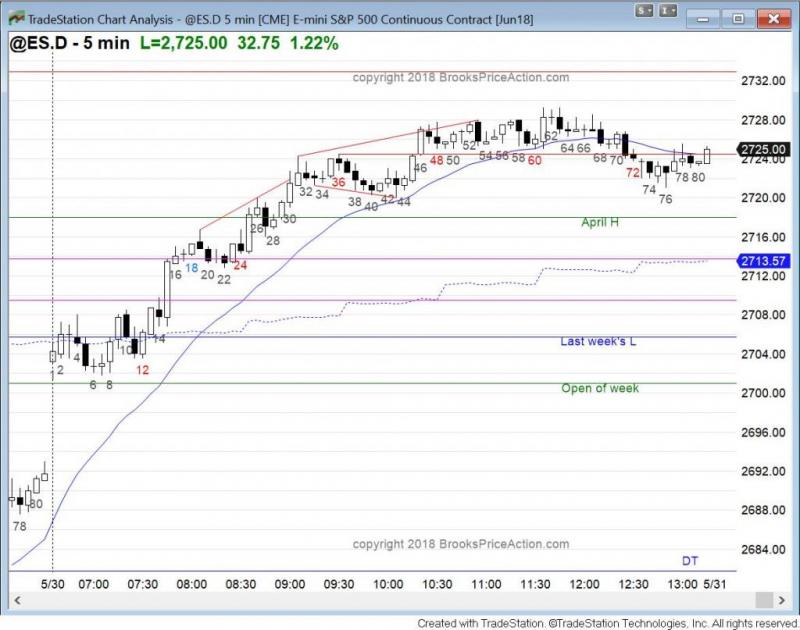 TradeStation Chart Analysis - @ES.D 5 min [CME] E-mini S&P 500 Continuous Contract [Jun18]
S I
@ES.D - 5 min L=2,725.00 32.75 1.22%
copyright 2018 BrooksPriceAction.com
2732.00
2728.00
2725.00
2724.00
2720.00
2716.00
2713.57
2712.00
2708.00
2704.00
2700.00
2696.00
2692.00
2688.00
2684.00
52 62
46 48 50 54 56 58 60 64 66 68 70
72 74 76 78 80
32 34 36 38 40 42 44
26 28 30
April H
16 18 20 22 24
Last week's L
2 4 6 8 10 12 14
Open of week
78 80
copyright 2018 BrooksPriceAction.com
DT
5/30 07:00 07:30 08:00 08:30 09:00 09:30 10:00 10:30 11:00 11:30 12:00 12:30 13:00 5/31
Created with TradeStation. ©TradeStation Technologies, Inc. All rights reserved.